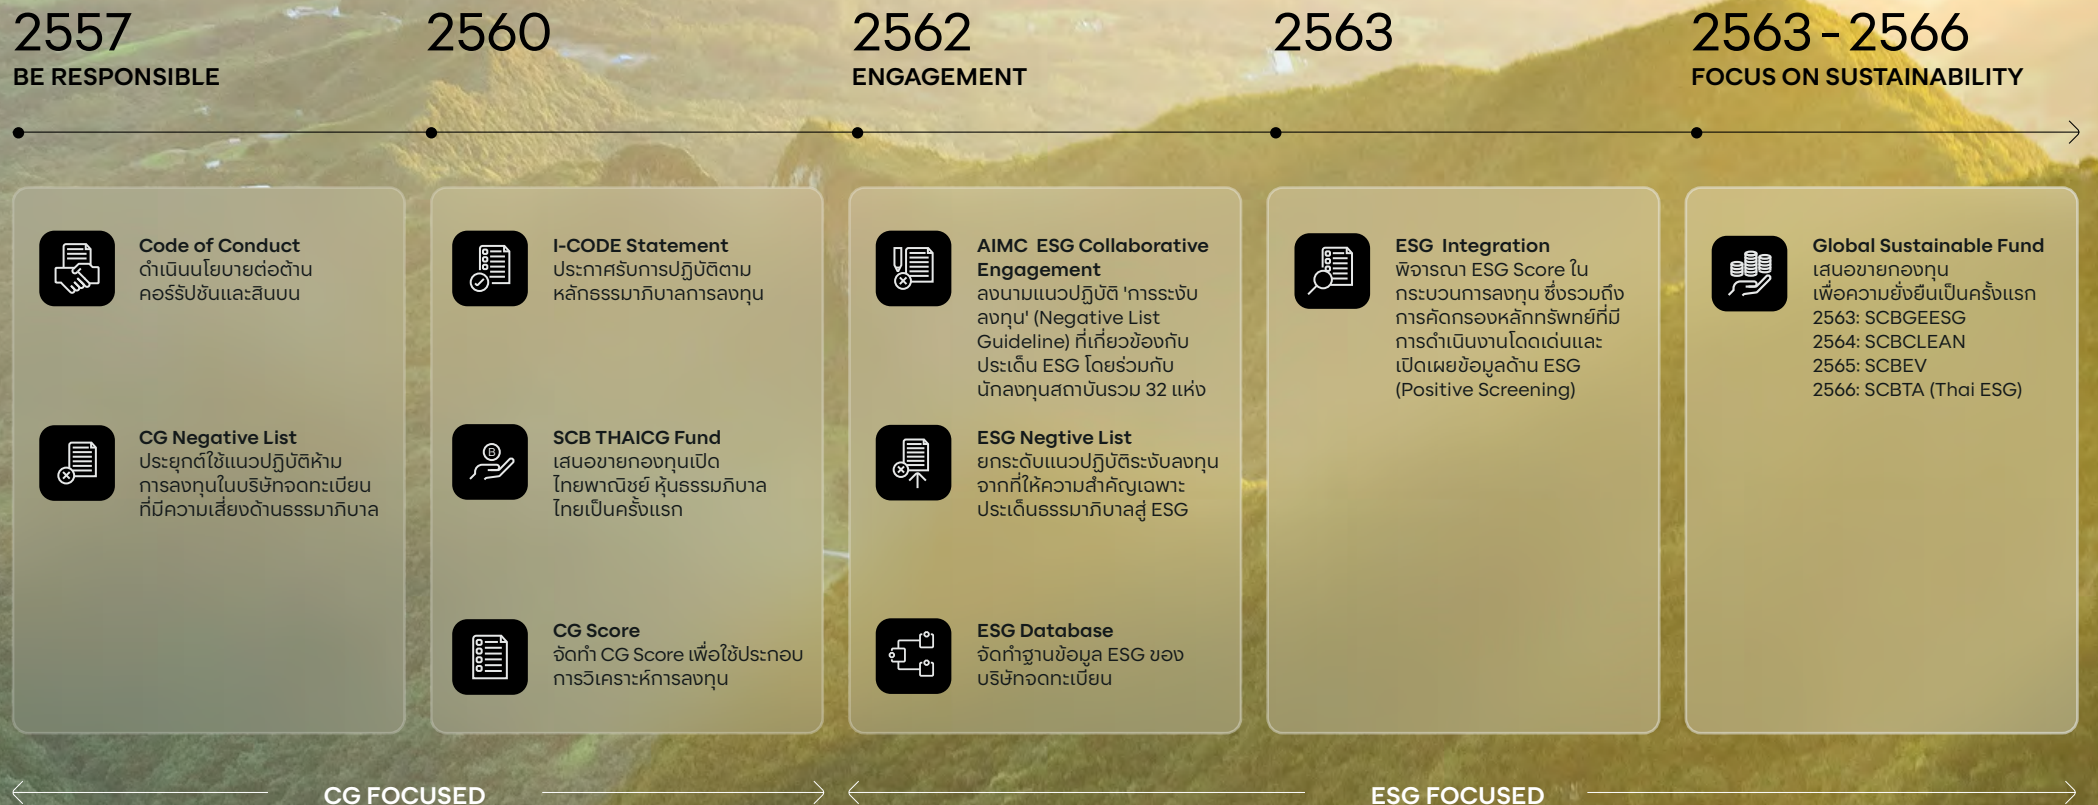 2557
BE RESPONSIBLE
2560
2562
ENGAGEMENT
2563
2563 - 2566
FOCUS ON SUSTAINABILITY
Code of Conduct
ดำเนินนโยบายต่อต้าน
คอร์รัปชันและสินบน
CG Negative List
ประยุกต์ใช้แนวปฏิบัติห้าม
การลงทุนในบริษัทจดทะเบียน
ที่มีความเสี่ยงด้านธรรมาภิบาล
I-CODE Statement
ประกาศรับการปฏิบัติตาม
หลักธรรมาภิบาลการลงทุน
SCB THAICG Fund
เสนอขายกองทุนเปิด
ไทยพาณิชย์ หุ้นธรรมภิบาล
ไทยเป็นครั้งแรก
CG Score
จัดทำ CG Score เพื่อใช้ประกอบ
การวิเคราะห์การลงทุน
AIMC ESG Collaborative
Engagement
ลงนามแนวปฏิบัติ 'การระงับ
ลงทุน' (Negative List
Guideline) ที่เกี่ยวข้องกับ
ประเด็น ESG โดยร่วมกับ
นักลงทุนสถาบันรวม 32 แห่ง
ESG Negtive List
ยกระดับแนวปฏิบัติระงับลงทุน
จากที่ให้ความสำคัญเฉพาะ
ประเด็นธรรมาภิบาลสู่ ESG
ESG Database
จัดทำฐานข้อมูล ESG ของ
บริษัทจดทะเบียน
ESG Integration
พิจารณา ESG Score ใน
กระบวนการลงทุน ซึ่งรวมถึง
การคัดกรองหลักทรัพย์ที่มี
การดำเนินงานโดดเด่นและ
เปิดเผยข้อมูลด้าน ESG
(Positive Screening)
Global Sustainable Fund
เสนอขายกองทุน
เพื่อความยั่งยืนเป็นครั้งแรก
2563: SCBGEESG
2564: SCBCLEAN
2565: SCBEV
2566: SCBTA (Thai ESG)
CG FOCUSED
ESG FOCUSED